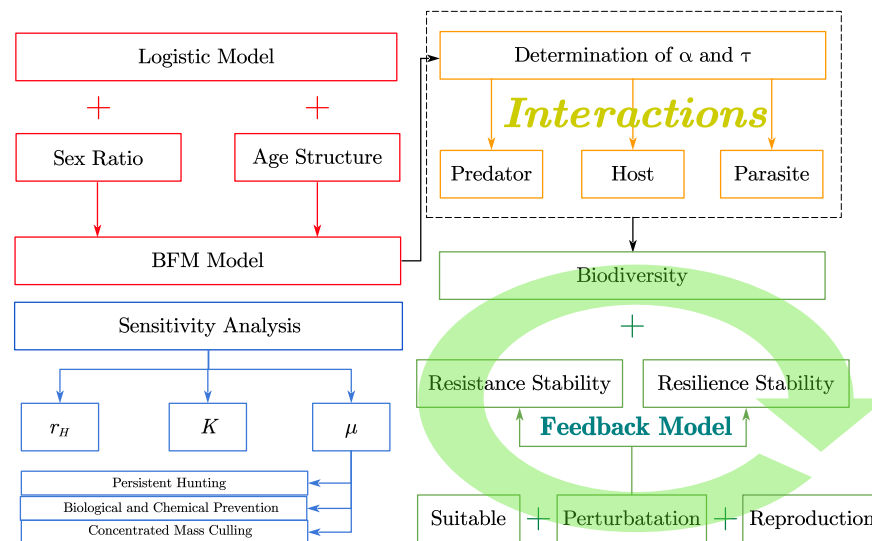 Logistic Model
+ +
Sex Ratio Age Structure
BFM Model
Determination of α and τ
Interactions
Predator Host Parasite
Biodiversity
+
Resistance Stability Resilience Stability
Feedback Model
Suitable + Perturbatation + Reproduction
Sensitivity Analysis
r_H K μ
Persistent Hunting
Biological and Chemical Prevention
Concentrated Mass Culling